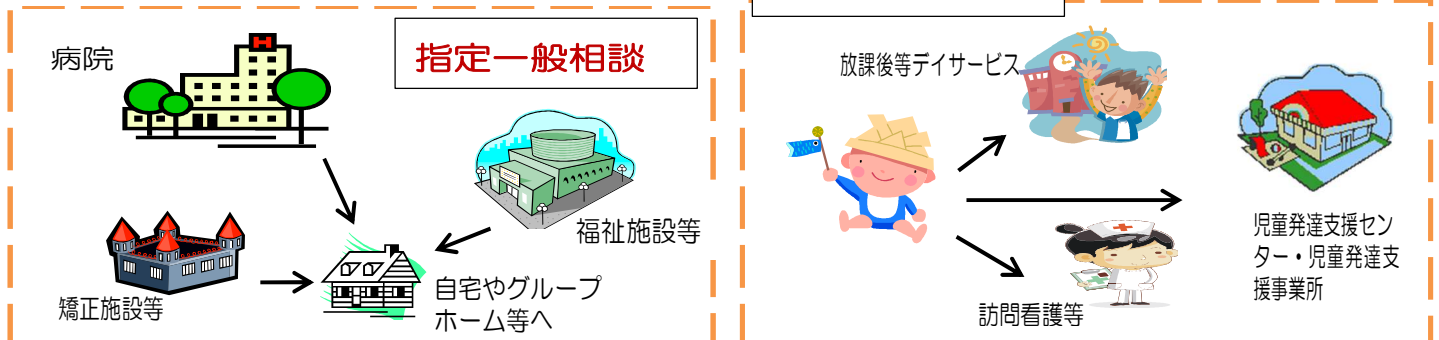 病院
指定一般相談
福祉施設等
矯正施設等
自宅やグループ
ホーム等へ
放課後等デイサービス
児童発達支援セン
ター・児童発達支
援事業所
訪問看護等